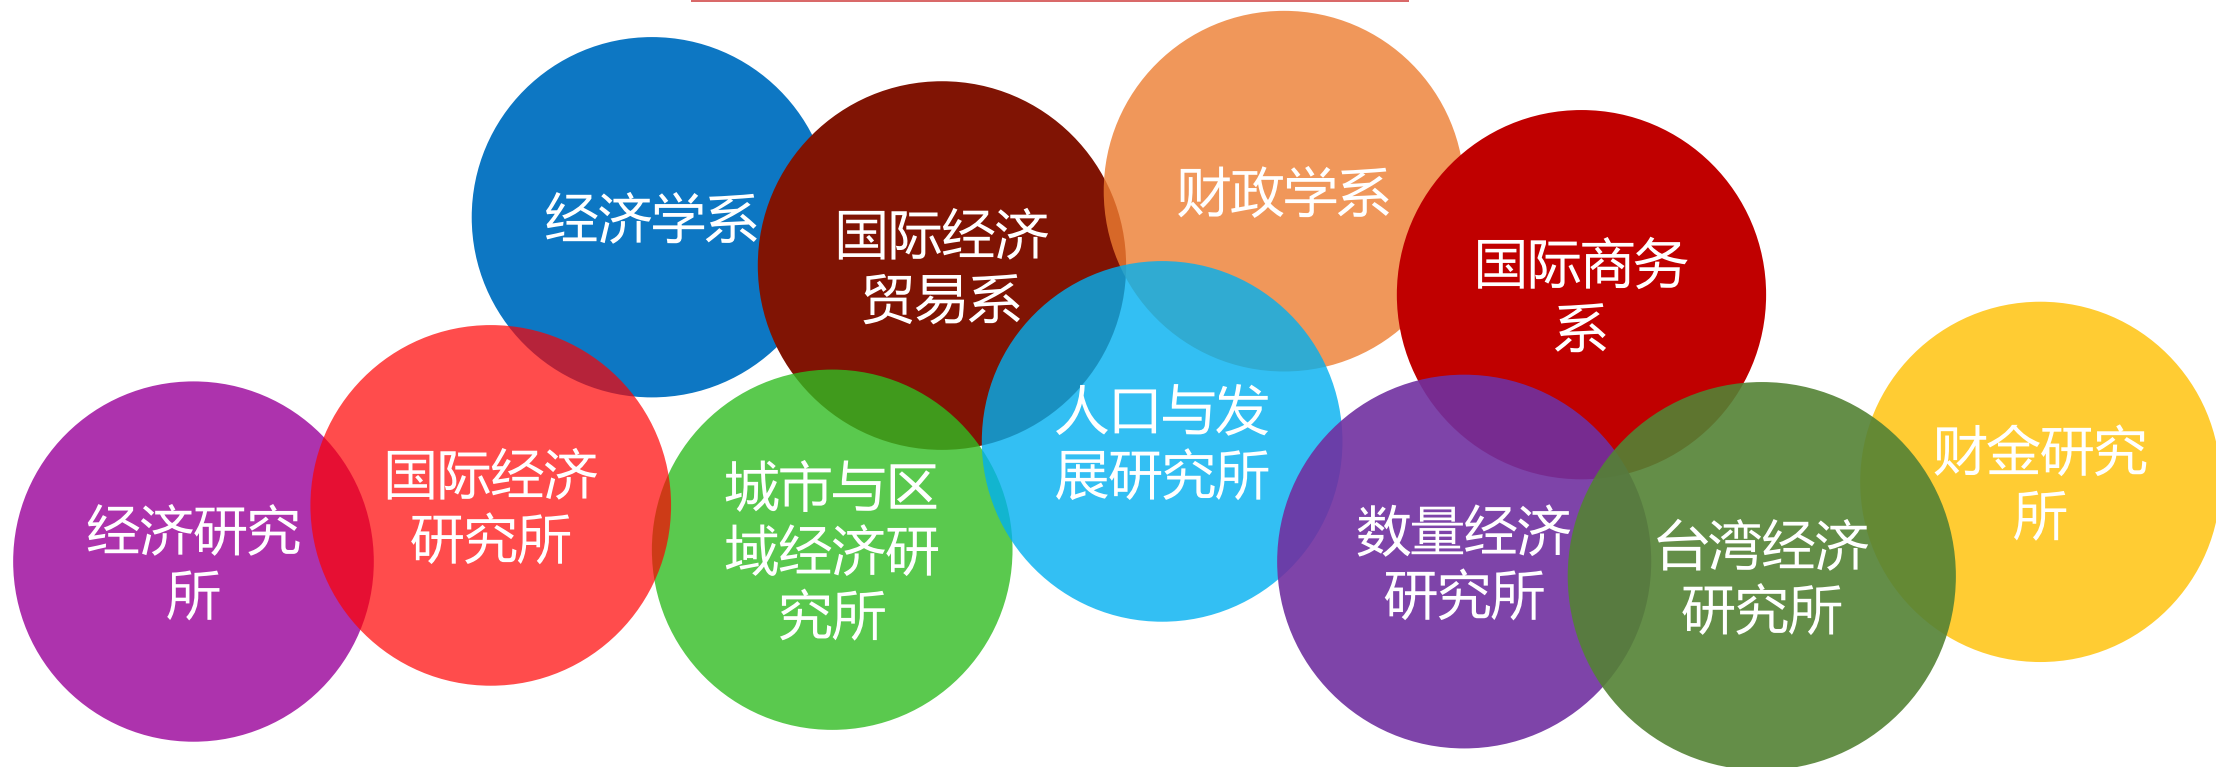 经济学系
国际经济
贸易系
财政学系
国际商务
系
经济研究
所
国际经济
研究所
城市与区
域经济研
究所
人口与发
展研究所
数量经济
研究所
台湾经济
研究所
财金研究
所